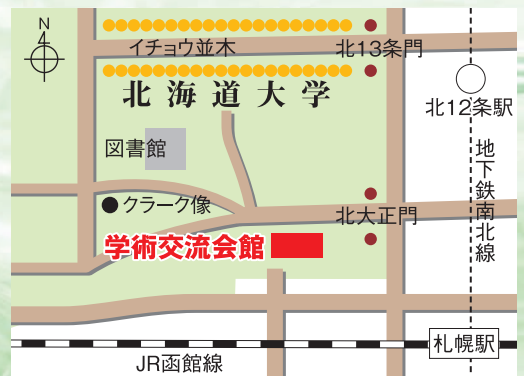 N
イチョウ並木
北13条門
北海道大学
北12条駅
図書館
地下鉄南北線
クラーク像
北大正門
学術交流会館
札幌駅
JR函館線